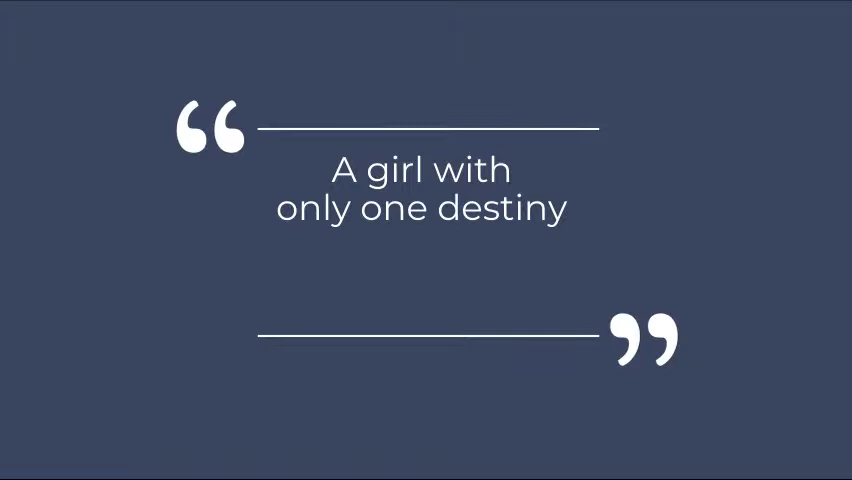 “
A girl with
only one destiny
”